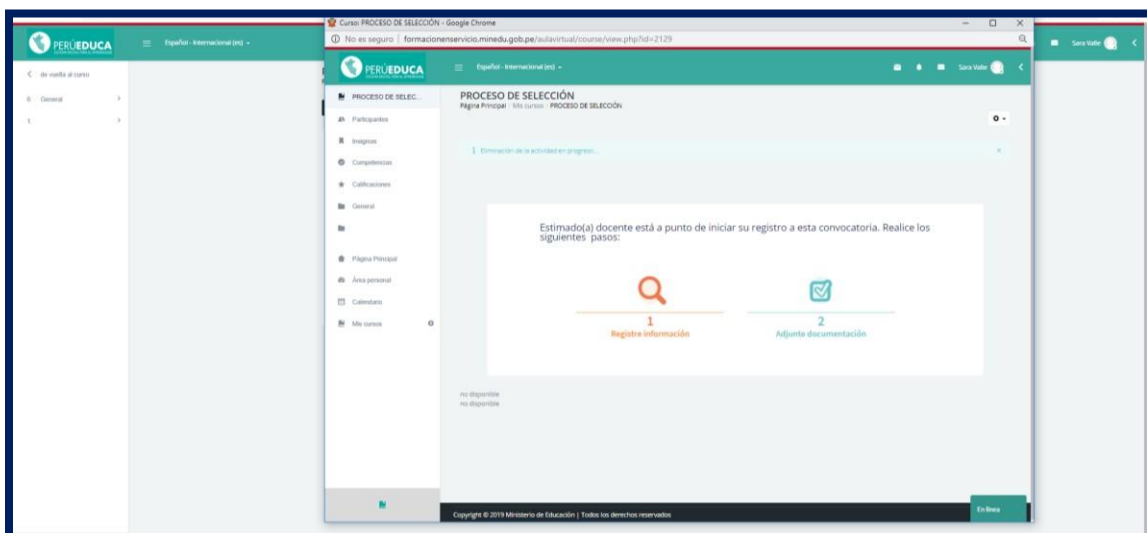 Curso: PROCESO DE SELECCIÓN - Google Chrome
No es seguro | formacionenservicio.minedu.gob.pe/aulavirtual/course/view.php?id=2129
PERÚEDUCA
Español - Internacional (es)
Sara Valle
de vuelta al curso
General
PERÚEDUCA
Español - Internacional (es)
Sara Valle
PROCESO DE SELEC...
Participantes
Insignias
Competencias
Calificaciones
General
Página Principal
Área personal
Calendario
Mis cursos
PROCESO DE SELECCIÓN
Página Principal Mis cursos PROCESO DE SELECCIÓN
Eliminación de la actividad en progreso...
Estimado(a) docente está a punto de iniciar su registro a esta convocatoria. Realice los
siguientes pasos:
1
Registre información
2
Adjunte documentación
no disponible
no disponible
Copyright © 2019 Ministerio de Educación | Todos los derechos reservados
En línea